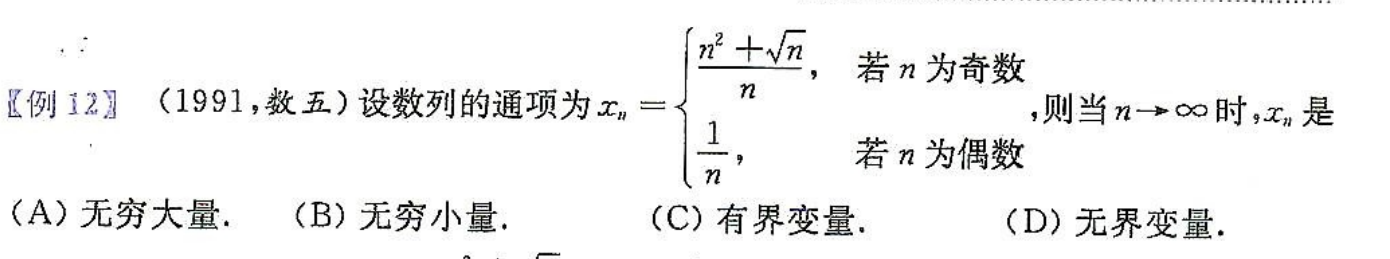 〖例 12〗 (1991,数五)设数列的通项为 xₙ = { (n² + √n)/n, 若 n 为奇数; 1/n, 若 n 为偶数 ,则当 n→∞ 时,xₙ 是
(A) 无穷大量. (B) 无穷小量. (C) 有界变量. (D) 无界变量.